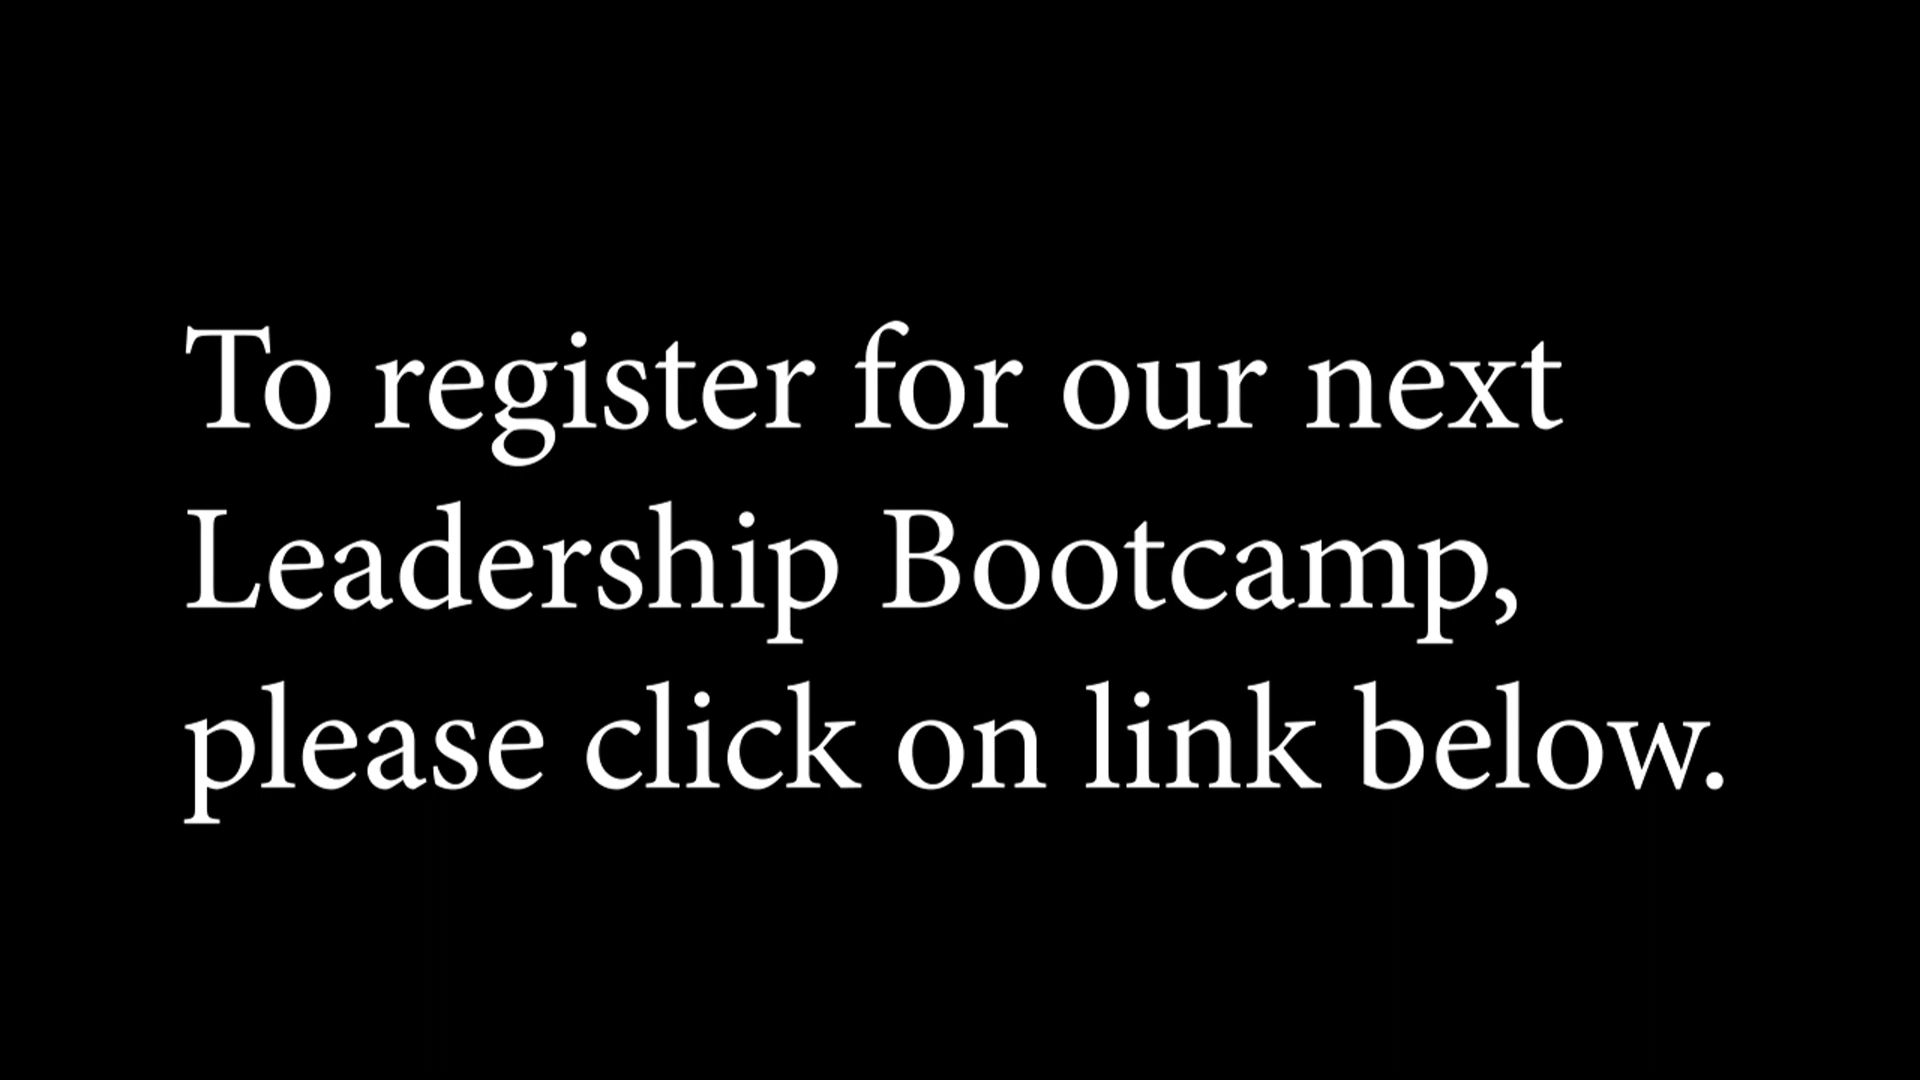 To register for our next
Leadership Bootcamp,
please click on link below.